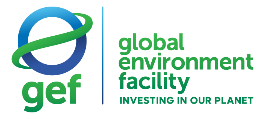 gef
global
environment
facility
INVESTING IN OUR PLANET